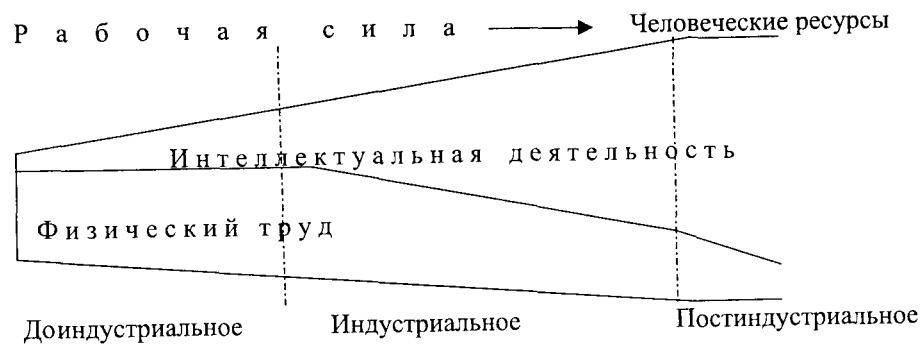 Рабочая сила → Человеческие ресурсы
Интеллектуальная деятельность
Физический труд
Доиндустриальное Индустриальное Постиндустриальное